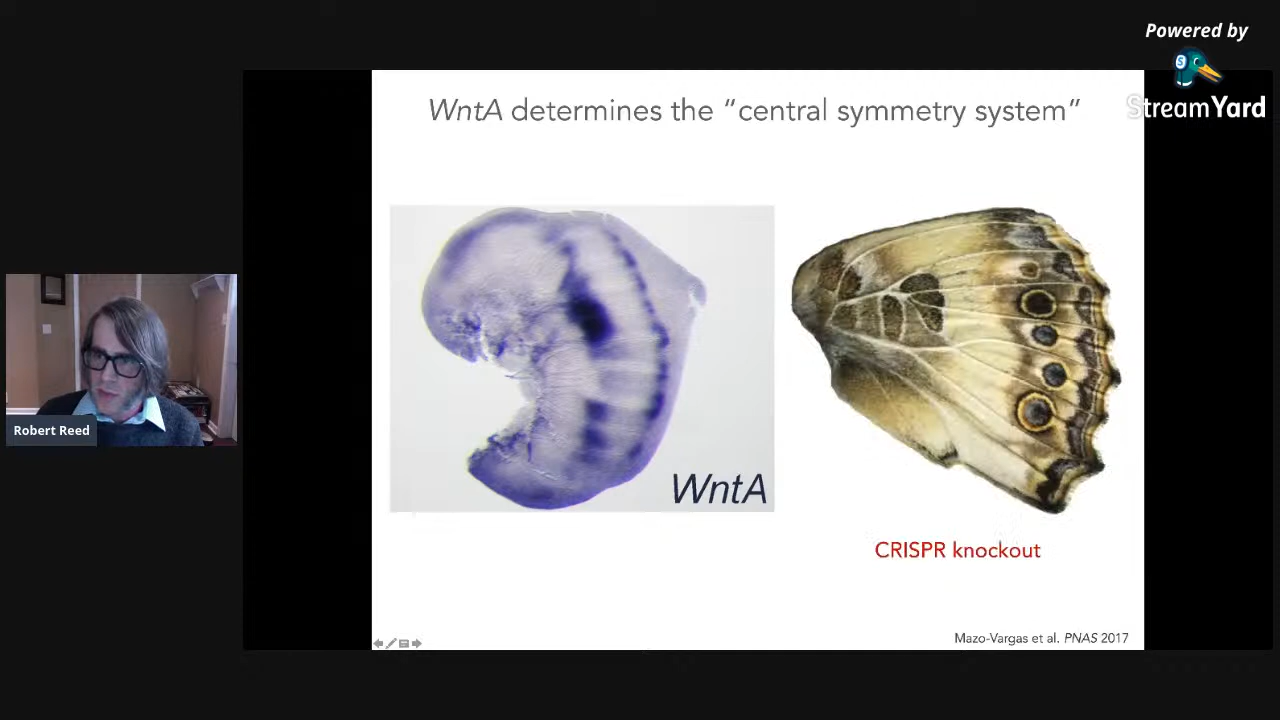 Powered by
StreamYard
WntA determines the “central symmetry system”
WntA
Robert Reed
CRISPR knockout
Mazo-Vargas et al. PNAS 2017